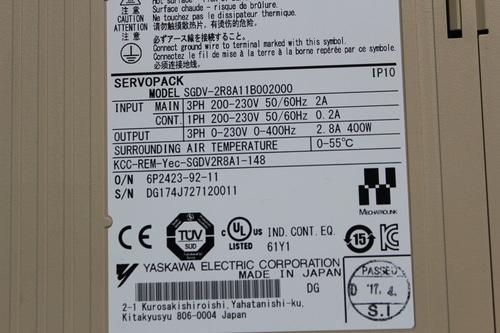 注意 Surface chaude - risque de brûlure.
CAUTION
ATTENTION Ne touchez pas le dissipateur thermique.
注意 请勿触摸散热片，有烫伤的危险。
必ずアース線を接続すること。
Connect ground wire to terminal marked with this symbol.
Connectez le fil de mise à la terre à la borne repérée par ce symbole.
必须连接地线。
SERVOPACK IP10
MODEL SGDV-2R8A11B002000
INPUT MAIN 3PH 200-230V 50/60Hz 2A
CONT. 1PH 200-230V 50/60Hz 0.2A
OUTPUT 3PH 0-230V 0-400Hz 2.8A 400W
SURROUNDING AIR TEMPERATURE 0-55℃
KCC-REM-Yec-SGDV2R8A1-148
O/N 6P2423-92-11
S/N DG174J727120011
MECHATROLINK
CE TÜV SÜD c UL US LISTED IND. CONT. EQ. 61Y1 15
YASKAWA ELECTRIC CORPORATION
MADE IN JAPAN
DG
PASSED
D '17. 4.
S.I
2-1 Kurosakishiroishi, Yahatanishi-ku,
Kitakyusyu 806-0004 Japan